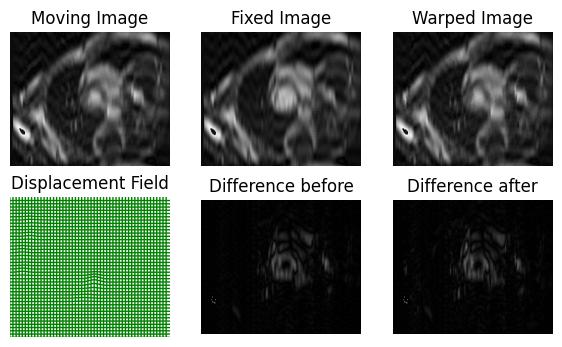 Moving Image
Fixed Image
Warped Image
Displacement Field
Difference before
Difference after